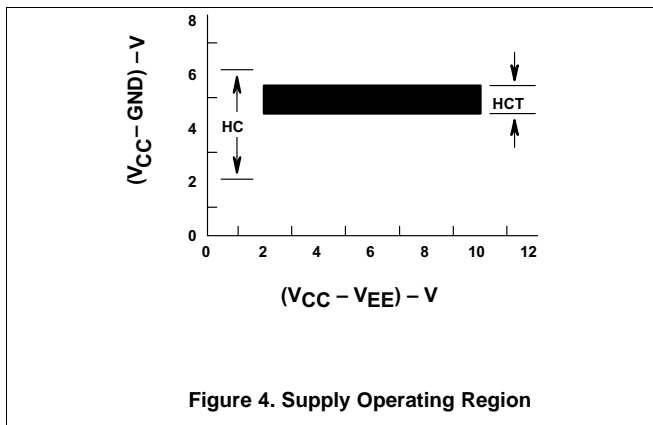 8
6
4
2
0
(VCC – GND) – V
HC
HCT
0 2 4 6 8 10 12
(VCC – VEE) – V
Figure 4. Supply Operating Region